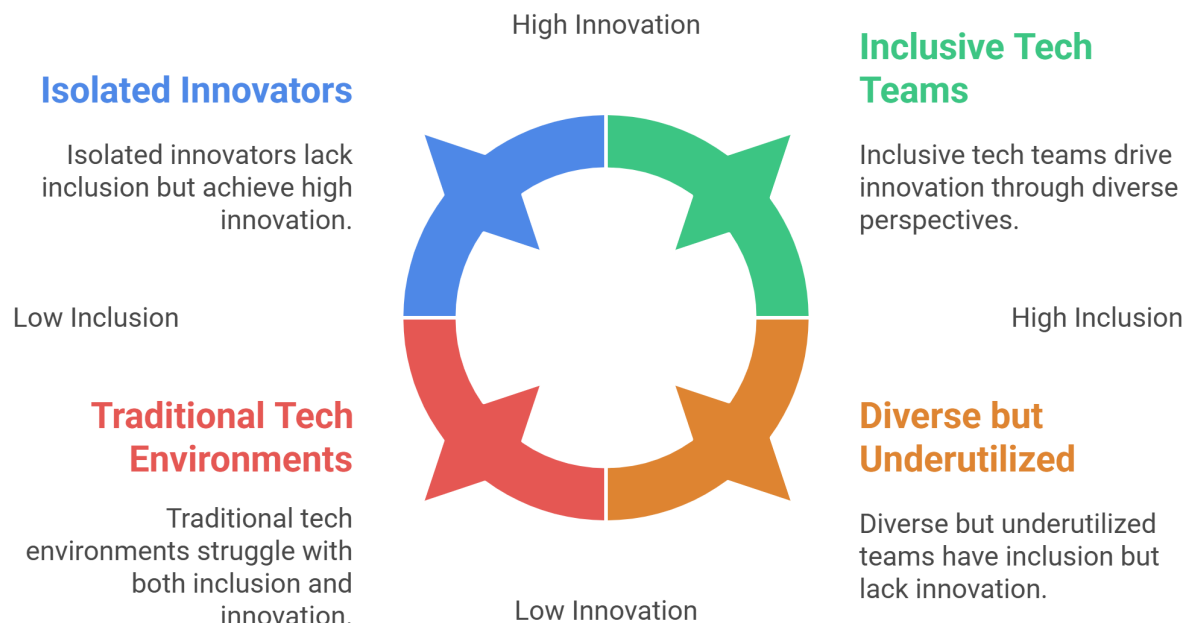 High Innovation
Isolated Innovators
Isolated innovators lack
inclusion but achieve high
innovation.
Inclusive Tech
Teams
Inclusive tech teams drive
innovation through diverse
perspectives.
Low Inclusion
High Inclusion
Traditional Tech
Environments
Traditional tech
environments struggle with
both inclusion and
innovation.
Diverse but
Underutilized
Diverse but underutilized
teams have inclusion but
lack innovation.
Low Innovation